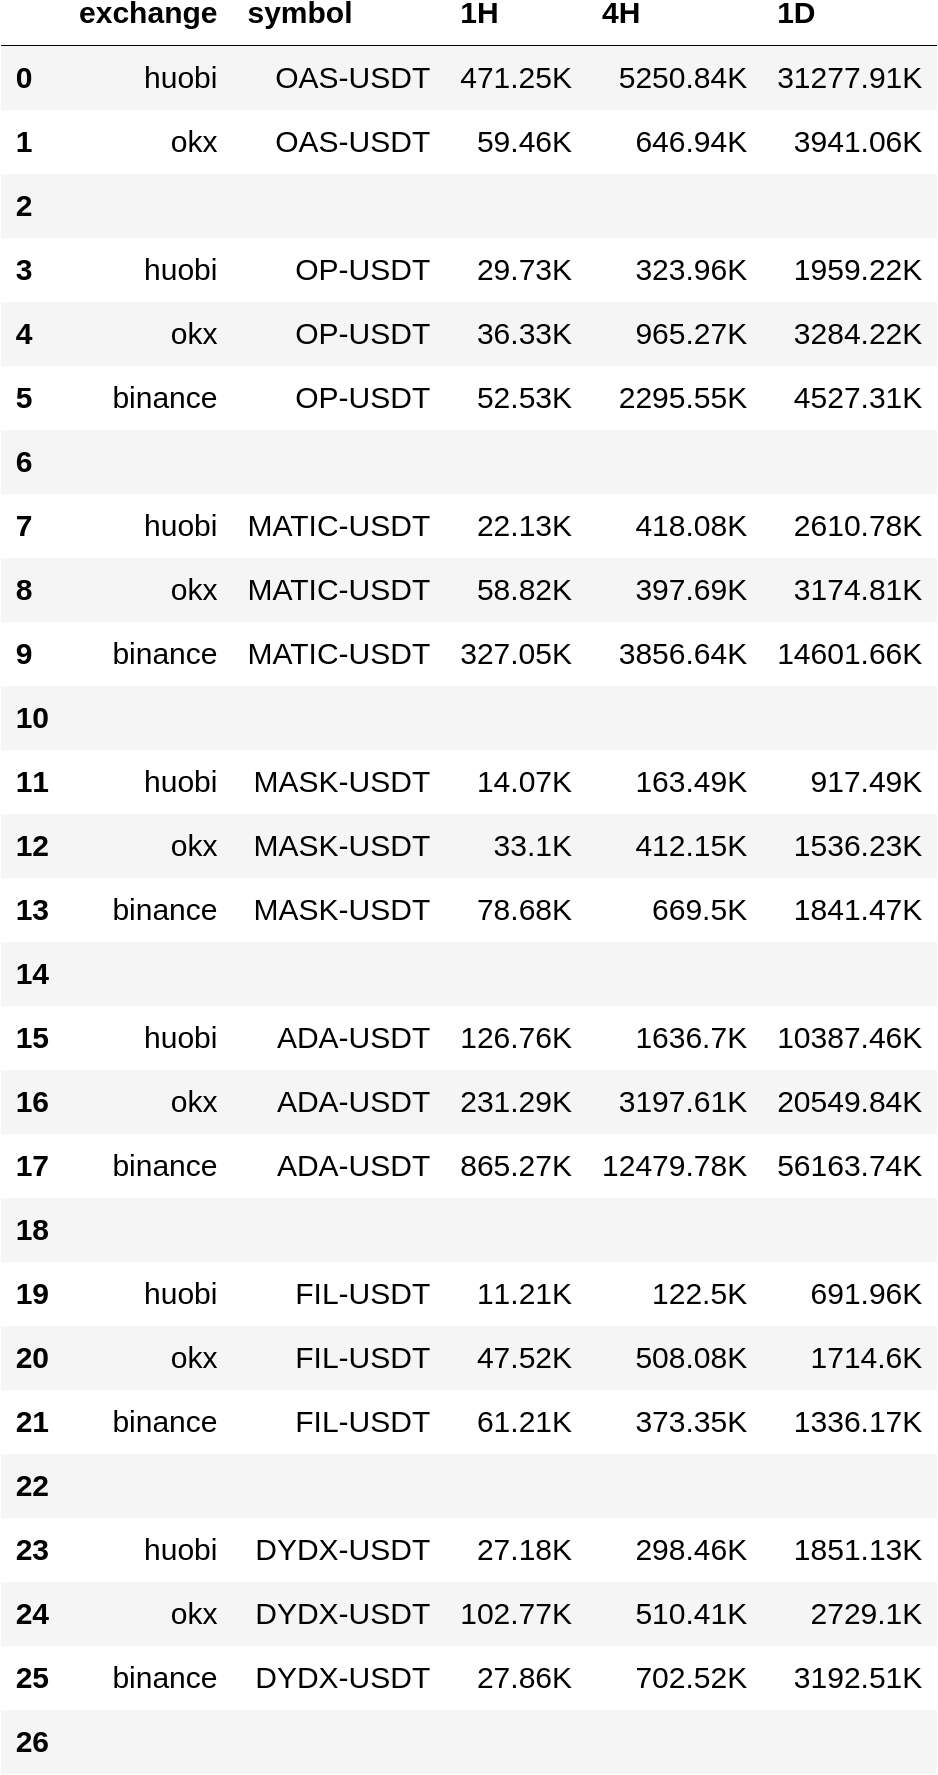 exchange symbol 1H 4H 1D
0 huobi OAS-USDT 471.25K 5250.84K 31277.91K
1 okx OAS-USDT 59.46K 646.94K 3941.06K
2
3 huobi OP-USDT 29.73K 323.96K 1959.22K
4 okx OP-USDT 36.33K 965.27K 3284.22K
5 binance OP-USDT 52.53K 2295.55K 4527.31K
6
7 huobi MATIC-USDT 22.13K 418.08K 2610.78K
8 okx MATIC-USDT 58.82K 397.69K 3174.81K
9 binance MATIC-USDT 327.05K 3856.64K 14601.66K
10
11 huobi MASK-USDT 14.07K 163.49K 917.49K
12 okx MASK-USDT 33.1K 412.15K 1536.23K
13 binance MASK-USDT 78.68K 669.5K 1841.47K
14
15 huobi ADA-USDT 126.76K 1636.7K 10387.46K
16 okx ADA-USDT 231.29K 3197.61K 20549.84K
17 binance ADA-USDT 865.27K 12479.78K 56163.74K
18
19 huobi FIL-USDT 11.21K 122.5K 691.96K
20 okx FIL-USDT 47.52K 508.08K 1714.6K
21 binance FIL-USDT 61.21K 373.35K 1336.17K
22
23 huobi DYDX-USDT 27.18K 298.46K 1851.13K
24 okx DYDX-USDT 102.77K 510.41K 2729.1K
25 binance DYDX-USDT 27.86K 702.52K 3192.51K
26